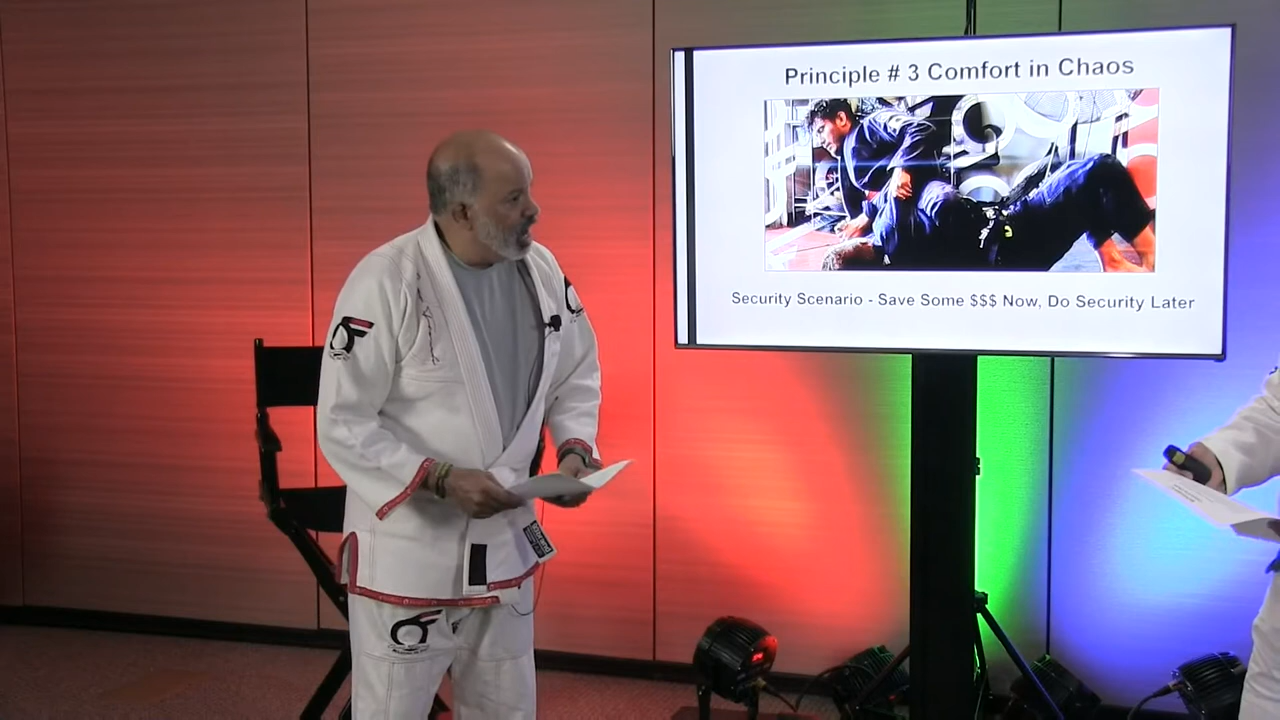 Principle # 3 Comfort in Chaos
Security Scenario - Save Some $$$ Now, Do Security Later